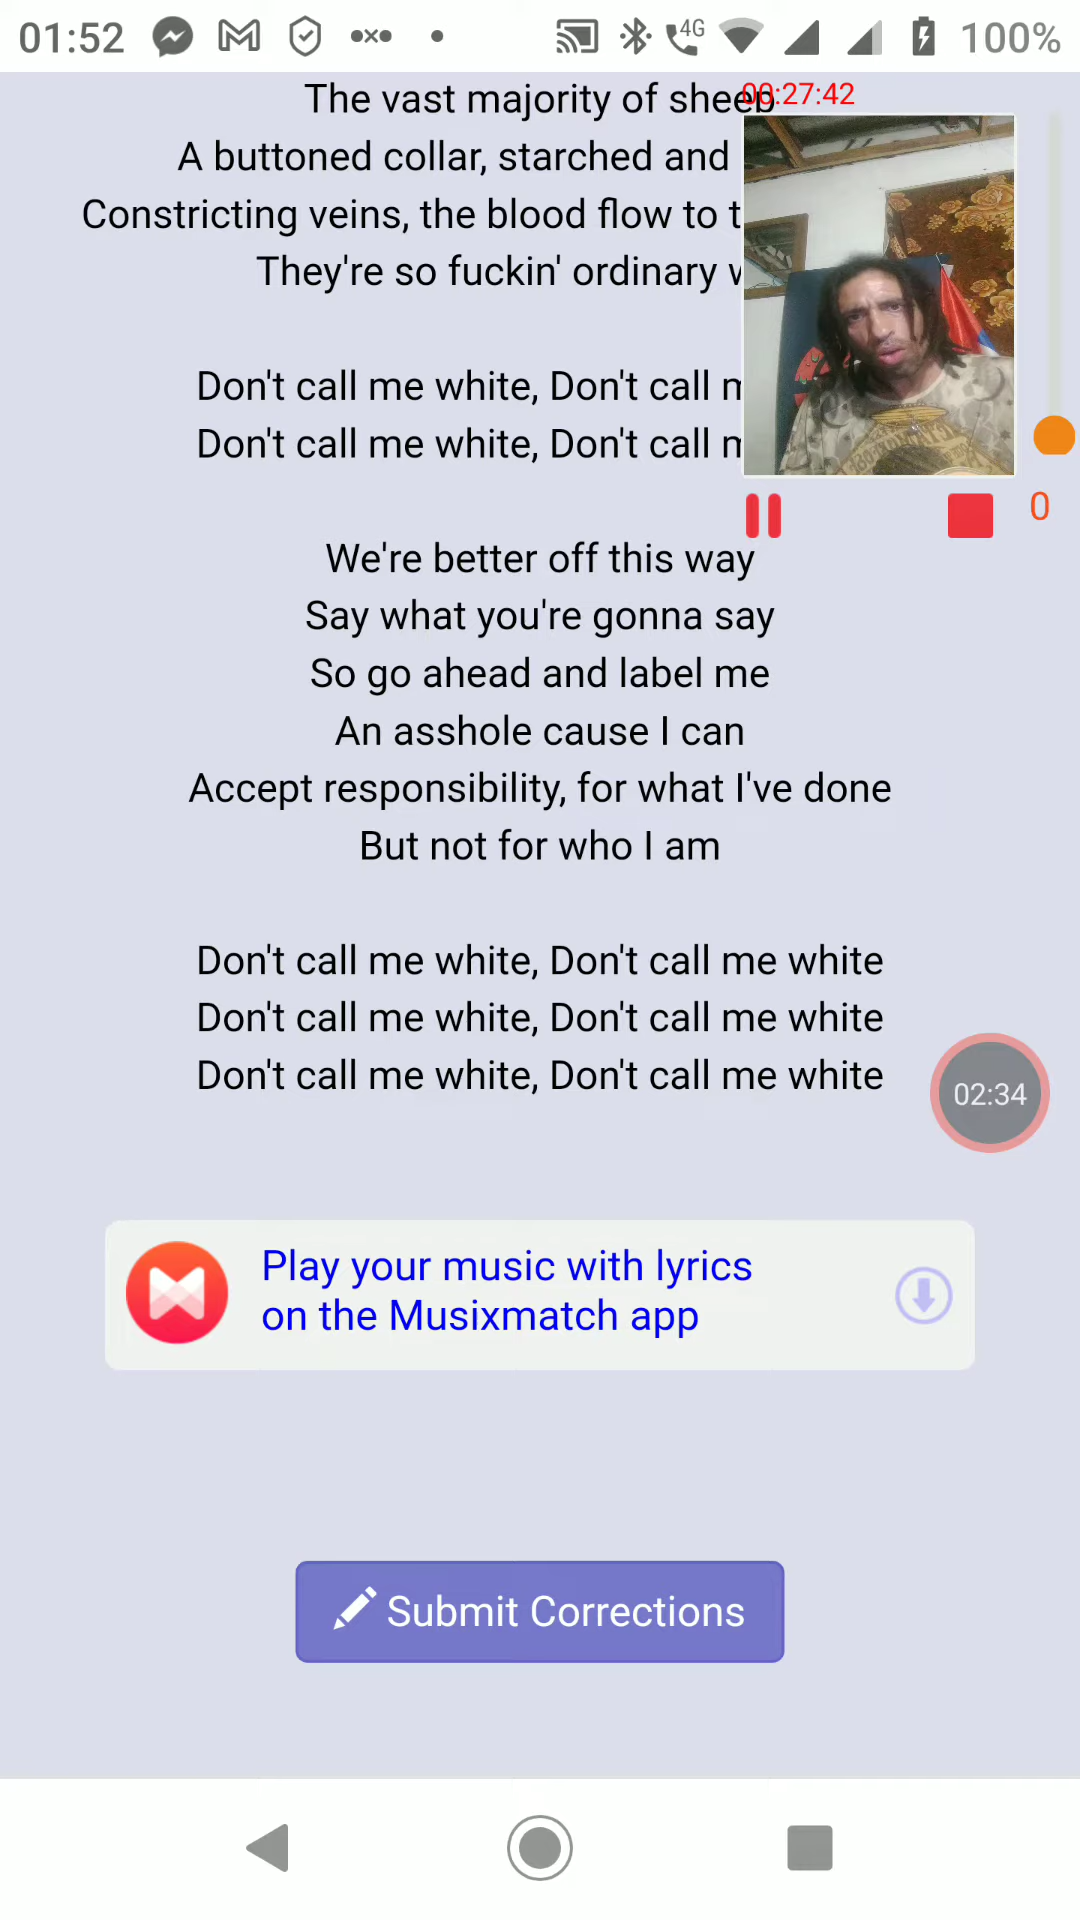 01:52 4G 100%
The vast majority of sheep
00:27:42
A buttoned collar, starched and
Constricting veins, the blood flow to t
They're so fuckin' ordinary
Don't call me white, Don't call
Don't call me white, Don't call
0
We're better off this way
Say what you're gonna say
So go ahead and label me
An asshole cause I can
Accept responsibility, for what I've done
But not for who I am
Don't call me white, Don't call me white
Don't call me white, Don't call me white
Don't call me white, Don't call me white
02:34
Play your music with lyrics
on the Musixmatch app
Submit Corrections